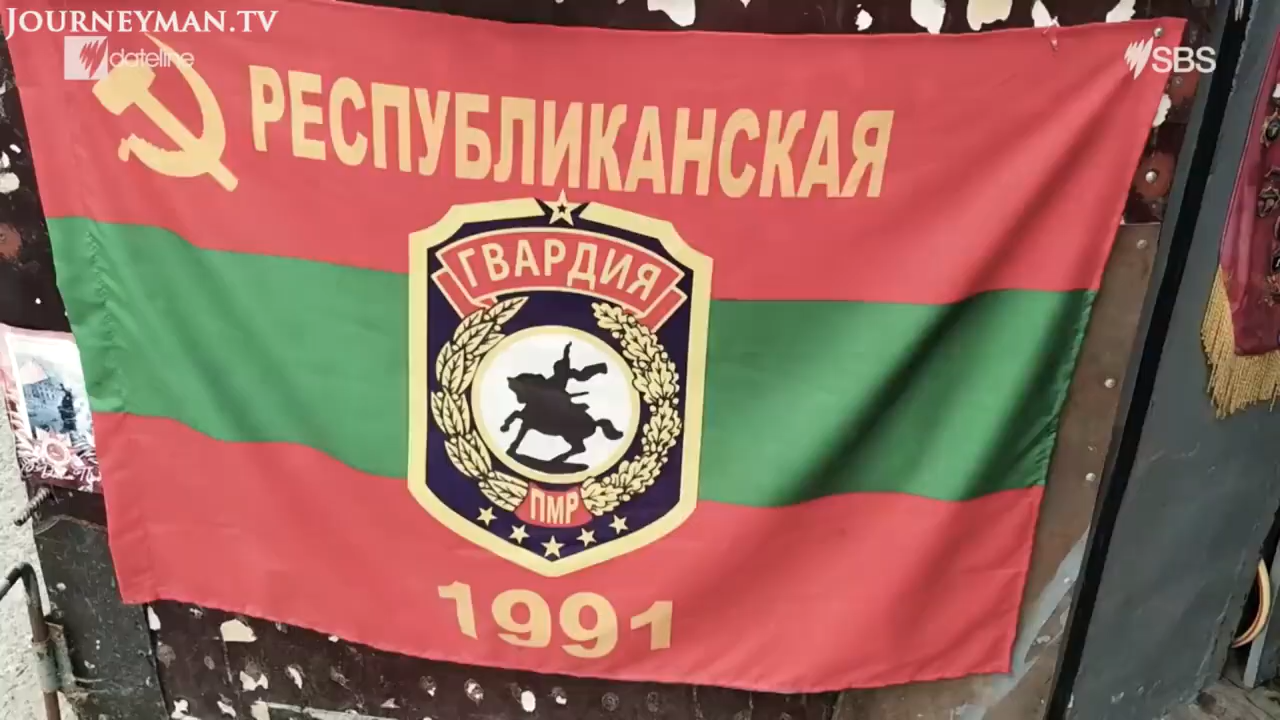 JOURNEYMAN.TV
dateline
SBS
РЕСПУБЛИКАНСКАЯ
ГВАРДИЯ
ПМР
1991